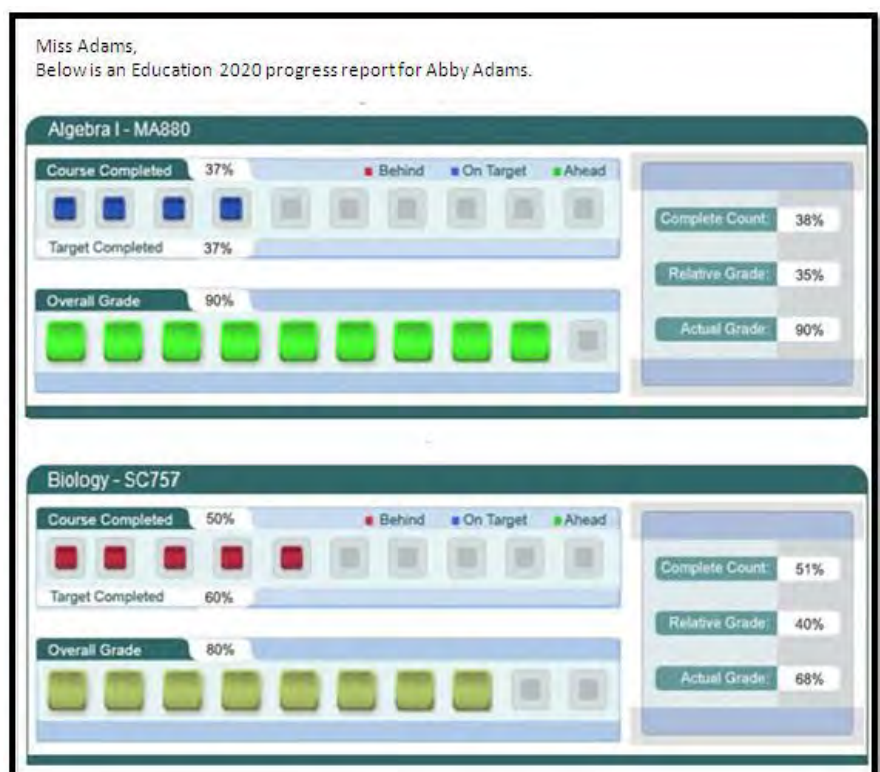 Miss Adams,
Below is an Education 2020 progress report for Abby Adams.
Algebra I - MA880
Course Completed 37% Behind On Target Ahead
Target Completed 37%
Overall Grade 90%
Complete Count: 38%
Relative Grade: 35%
Actual Grade: 90%
Biology - SC757
Course Completed 50% Behind On Target Ahead
Target Completed 60%
Overall Grade 80%
Complete Count: 51%
Relative Grade: 40%
Actual Grade: 68%